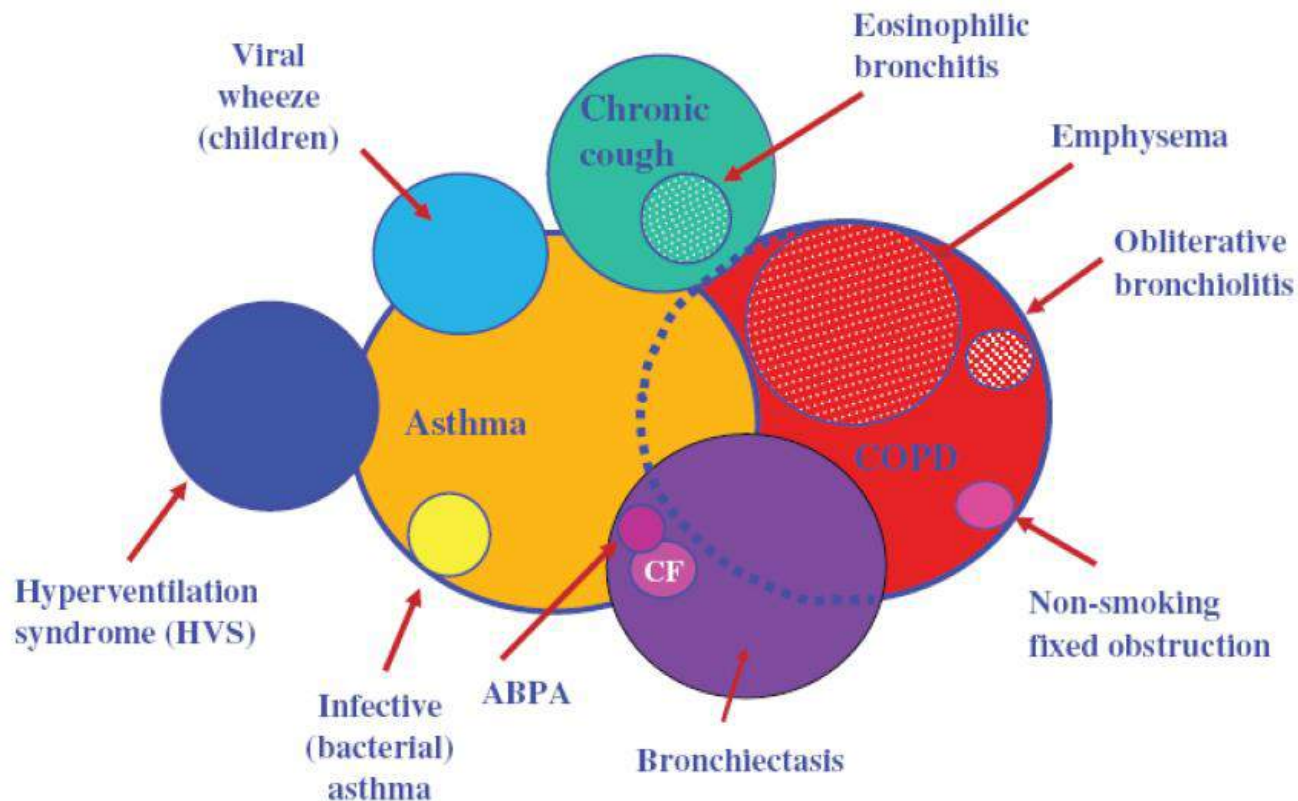 Viral
wheeze
(children)
Eosinophilic
bronchitis
Chronic
cough
Emphysema
Obliterative
bronchiolitis
Asthma
COPD
CF
Hyperventilation
syndrome (HVS)
Non-smoking
fixed obstruction
ABPA
Infective
(bacterial)
asthma
Bronchiectasis